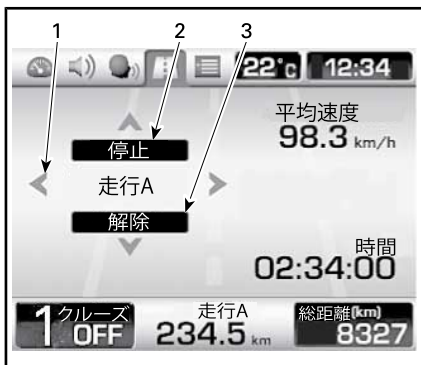 1 2 3
22°c 12:34
平均速度
98.3 km/h
停止
走行A
解除
時間
02:34:00
1 クルーズ OFF
走行A
234.5 km
総距離(km)
8327